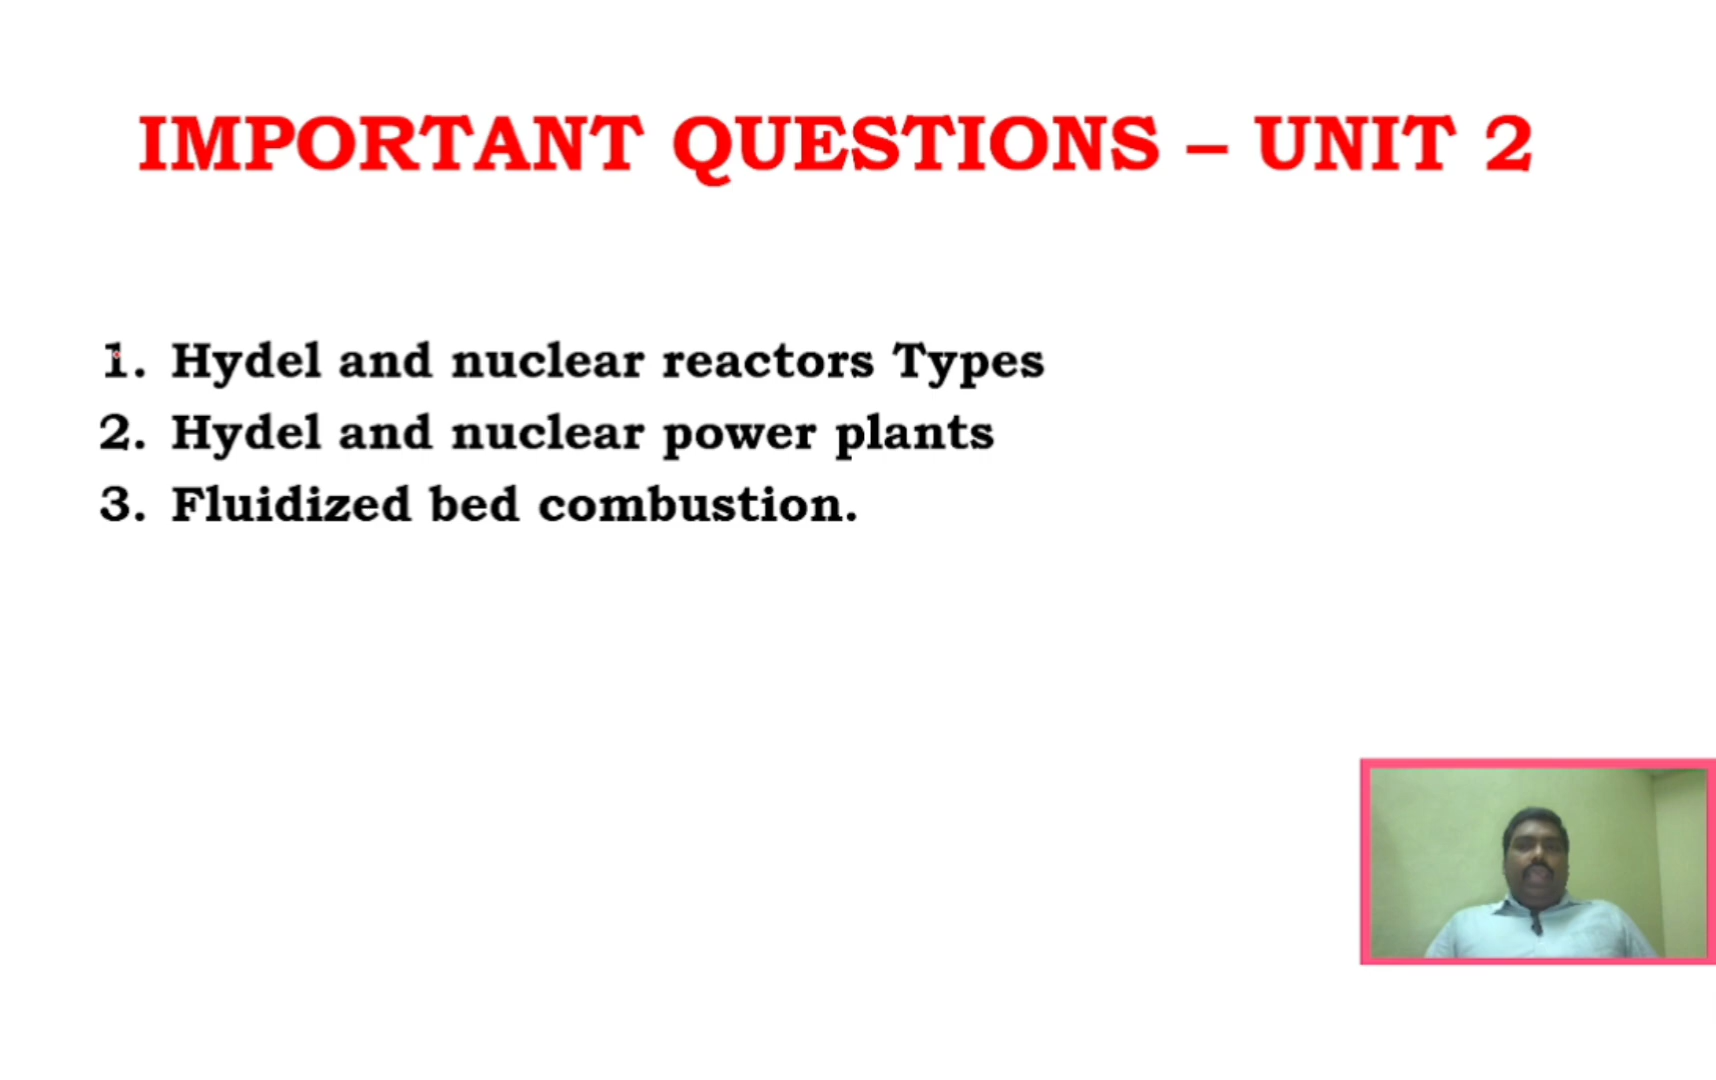 IMPORTANT QUESTIONS – UNIT 2
1. Hydel and nuclear reactors Types
2. Hydel and nuclear power plants
3. Fluidized bed combustion.